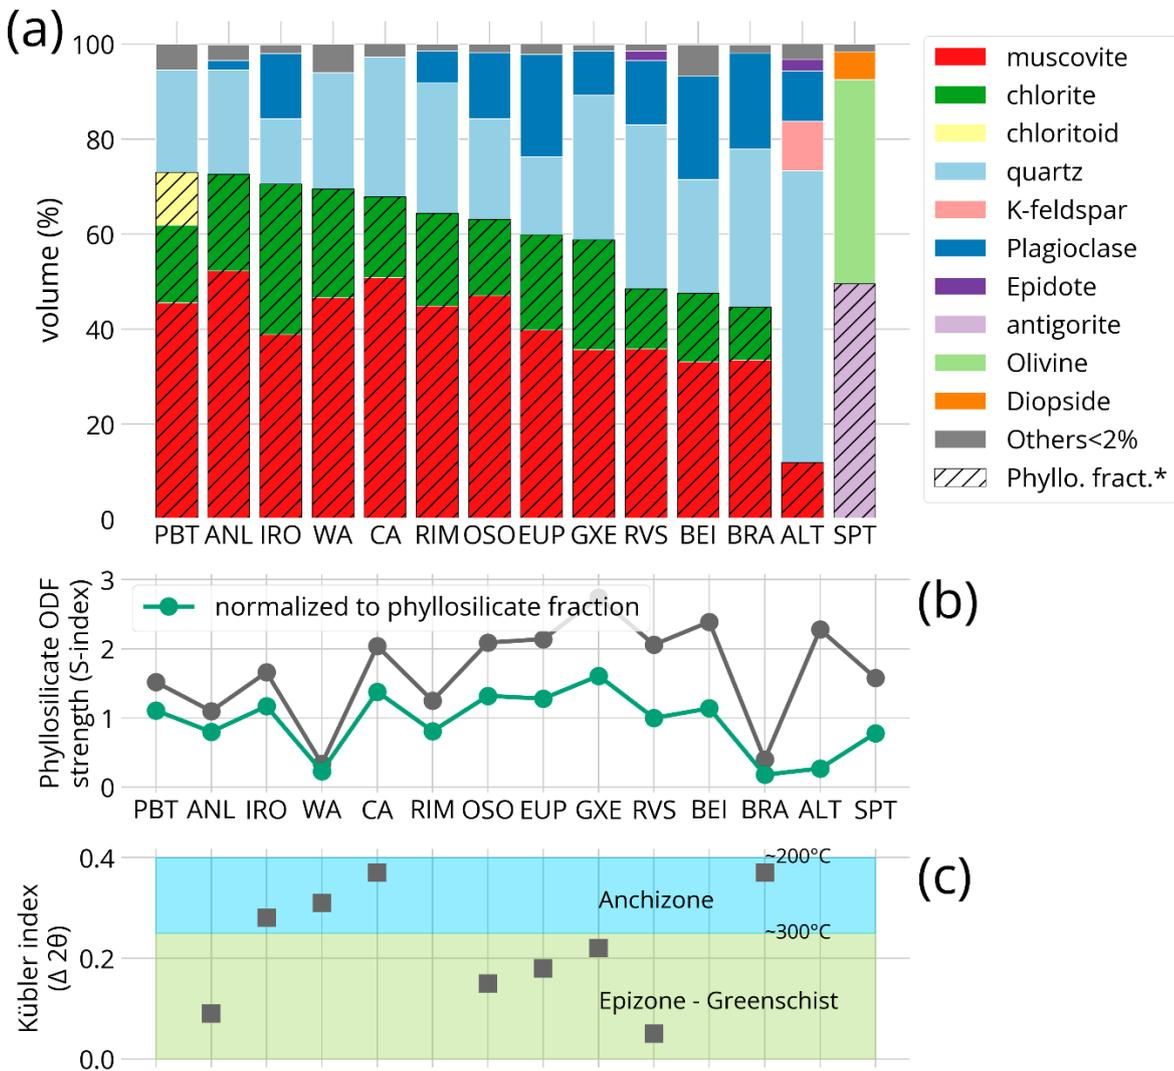 (a)
100
80
60
40
20
0
volume (%)
PBT ANL IRO WA CA RIM OSO EUP GXE RVS BEI BRA ALT SPT
muscovite
chlorite
chloritoid
quartz
K-feldspar
Plagioclase
Epidote
antigorite
Olivine
Diopside
Others<2%
Phyllo. fract.*
(b)
3
2
1
0
Phyllosilicate ODF
strength (S-index)
normalized to phyllosilicate fraction
PBT ANL IRO WA CA RIM OSO EUP GXE RVS BEI BRA ALT SPT
(c)
0.4
0.2
0.0
Kübler index
(Δ 2θ)
~200°C
Anchizone
~300°C
Epizone - Greenschist